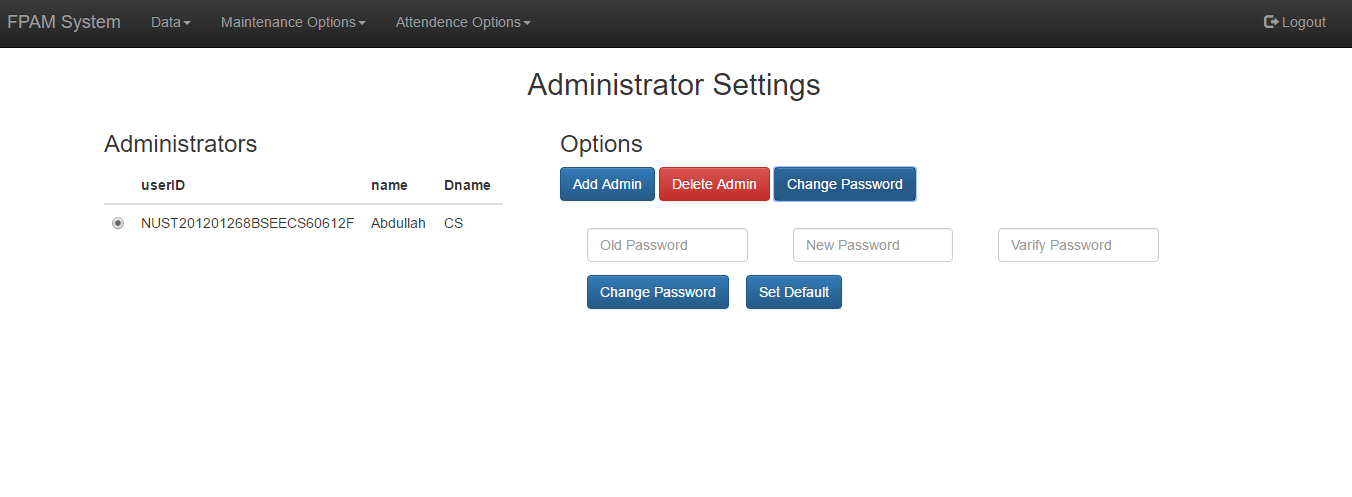 FPAM System Data Maintenance Options Attendence Options Logout
Administrator Settings
Administrators
userID name Dname
NUST201201268BSEECS60612F Abdullah CS
Options
Add Admin Delete Admin Change Password
Old Password New Password Varify Password
Change Password Set Default